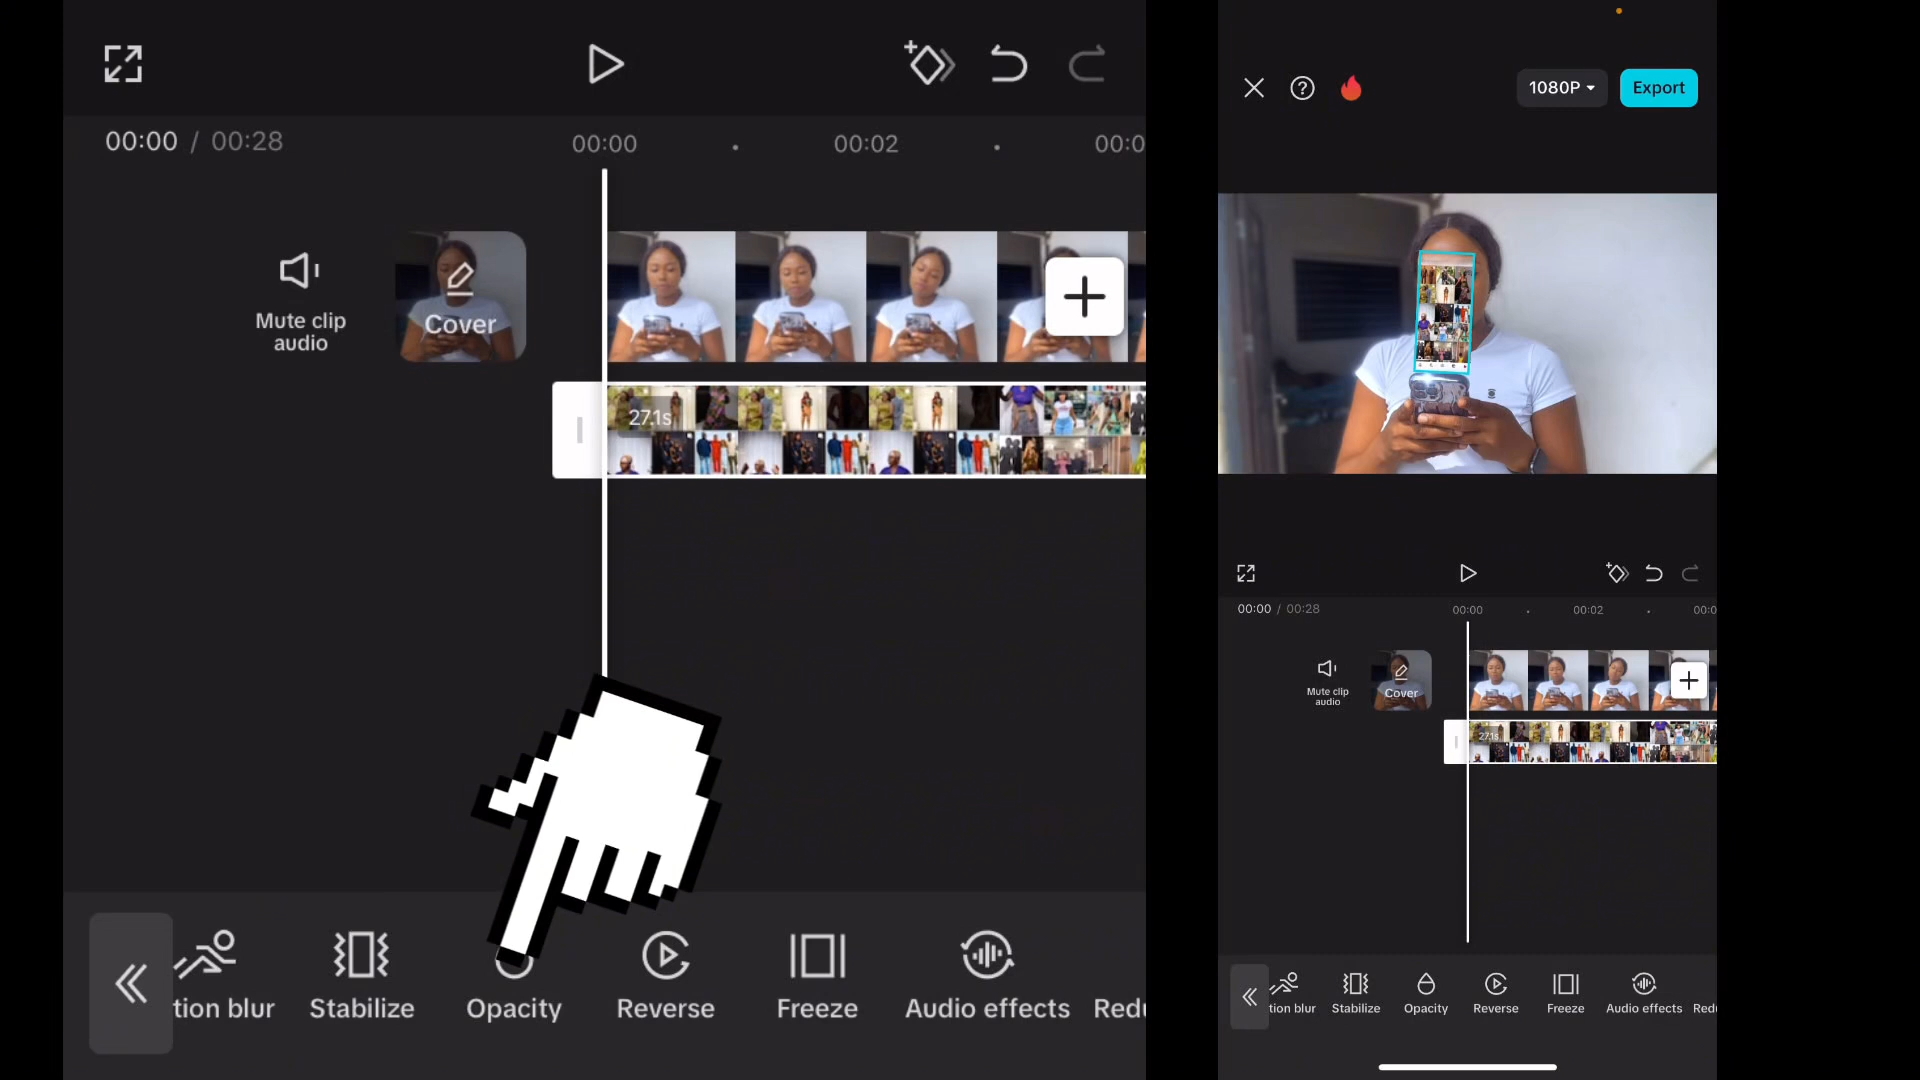 00:00 / 00:28
00:00
00:02
00:0
Mute clip
audio
Cover
27.1s
tion blur
Stabilize
Opacity
Reverse
Freeze
Audio effects
Redu
1080P
Export
00:00 / 00:28
00:00
00:02
00:0
Mute clip
audio
Cover
27.1s
tion blur
Stabilize
Opacity
Reverse
Freeze
Audio effects
Red